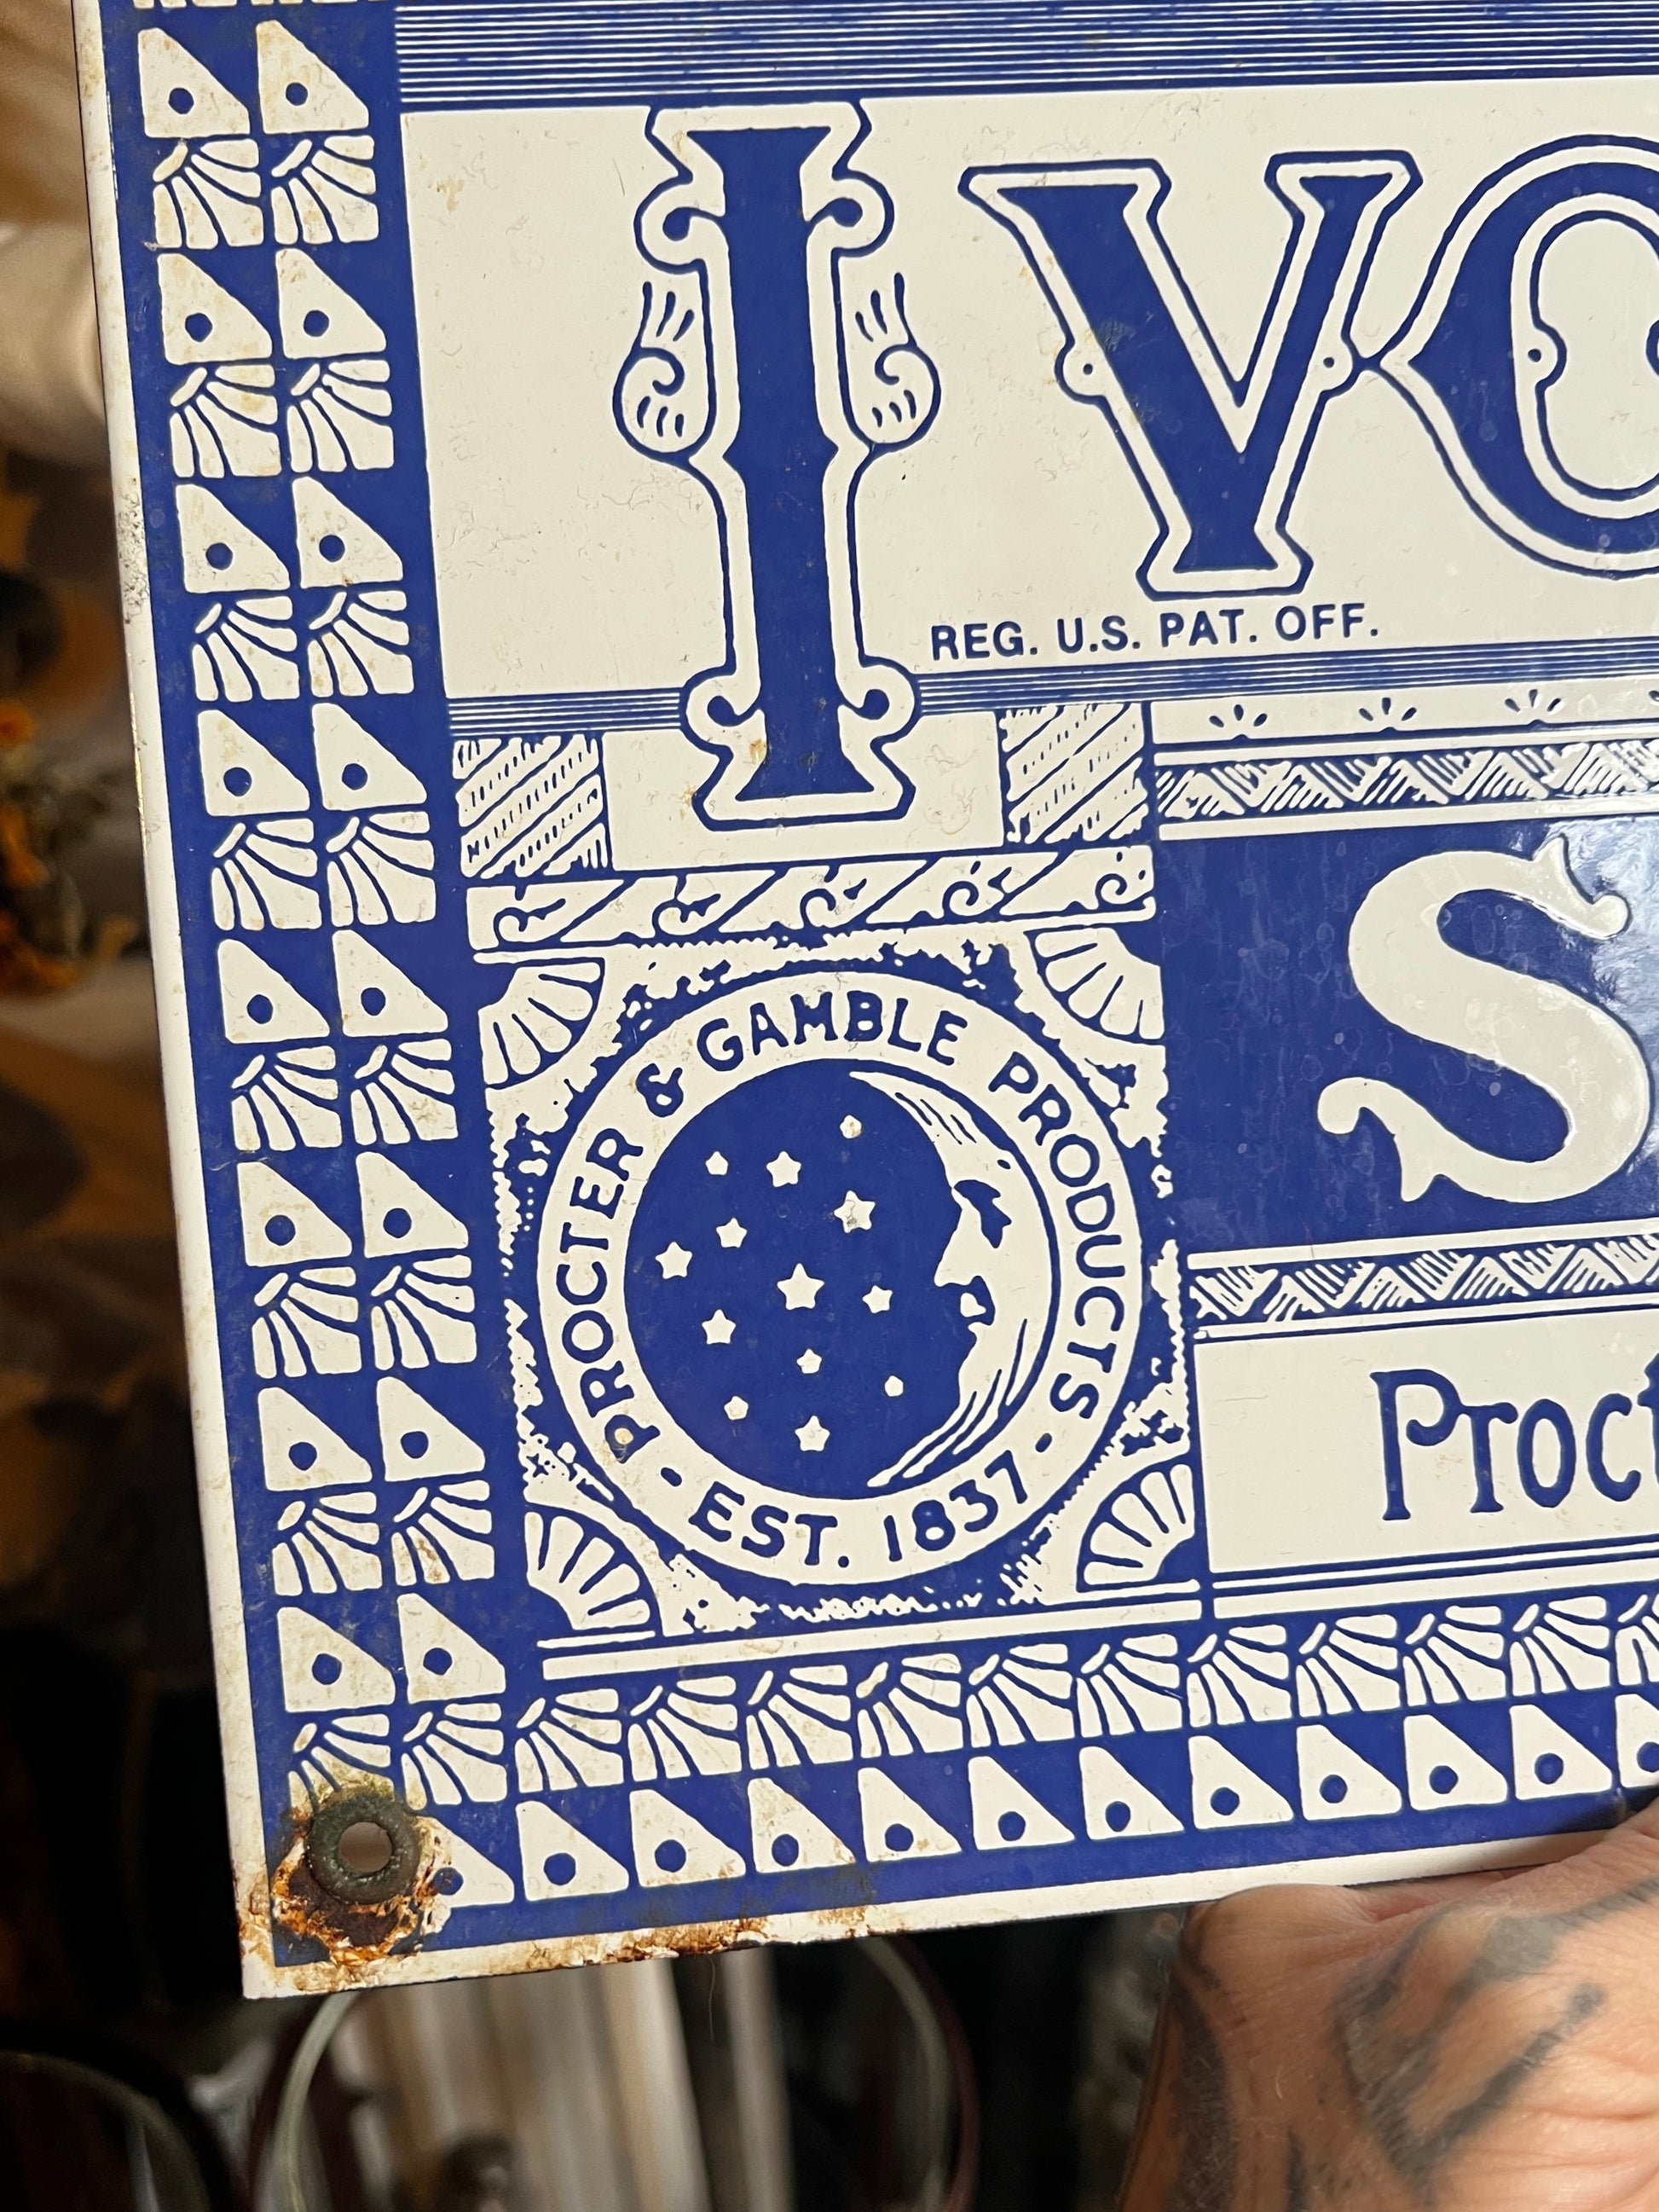 IVO
REG. U.S. PAT. OFF.
S
PROCTER & GAMBLE PRODUCTS
· EST. 1837 ·
Proct